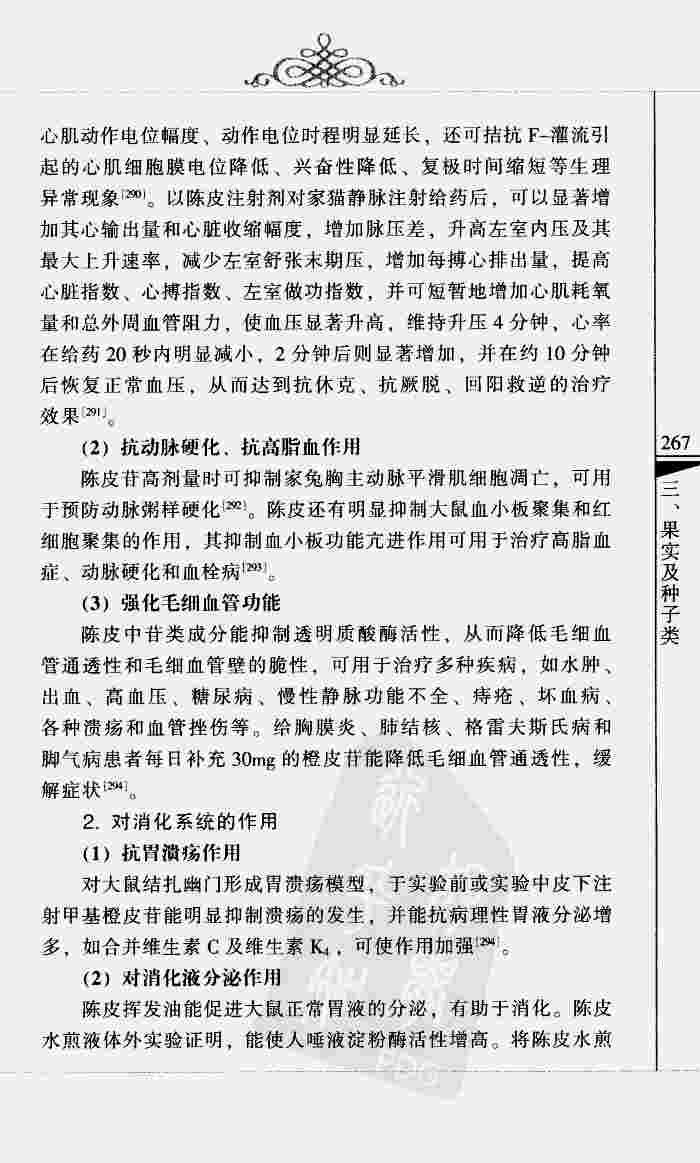 心肌动作电位幅度、动作电位时程明显延长，还可拮抗 F–灌流引
起的心肌细胞膜电位降低、兴奋性降低、复极时间缩短等生理
异常现象[290]。以陈皮注射剂对家猫静脉注射给药后，可以显著增
加其心输出量和心脏收缩幅度，增加脉压差，升高左室内压及其
最大上升速率，减少左室舒张末期压，增加每搏心排出量，提高
心脏指数、心搏指数、左室做功指数，并可短暂地增加心肌耗氧
量和总外周血管阻力，使血压显著升高，维持升压 4 分钟，心率
在给药 20 秒内明显减小，2 分钟后则显著增加，并在约 10 分钟
后恢复正常血压，从而达到抗休克、抗厥脱、回阳救逆的治疗
效果[291]。
(2) 抗动脉硬化、抗高脂血作用
陈皮苷高剂量时可抑制家兔胸主动脉平滑肌细胞凋亡，可用
于预防动脉粥样硬化[292]。陈皮还有明显抑制大鼠血小板聚集和红
细胞聚集的作用，其抑制血小板功能亢进作用可用于治疗高脂血
症、动脉硬化和血栓病[293]。
(3) 强化毛细血管功能
陈皮中苷类成分能抑制透明质酸酶活性，从而降低毛细血
管通透性和毛细血管壁的脆性，可用于治疗多种疾病，如水肿、
出血、高血压、糖尿病、慢性静脉功能不全、痔疮、坏血病、
各种溃疡和血管挫伤等。给胸膜炎、肺结核、格雷夫斯氏病和
脚气病患者每日补充 30mg 的橙皮苷能降低毛细血管通透性，缓
解症状[294]。
2. 对消化系统的作用
(1) 抗胃溃疡作用
对大鼠结扎幽门形成胃溃疡模型，于实验前或实验中皮下注
射甲基橙皮苷能明显抑制溃疡的发生，并能抗病理性胃液分泌增
多，如合并维生素 C 及维生素 K₄，可使作用加强[294]。
(2) 对消化液分泌作用
陈皮挥发油能促进大鼠正常胃液的分泌，有助于消化。陈皮
水煎液体外实验证明，能使人唾液淀粉酶活性增高。将陈皮水煎
267
三、果实及种子类
PDG